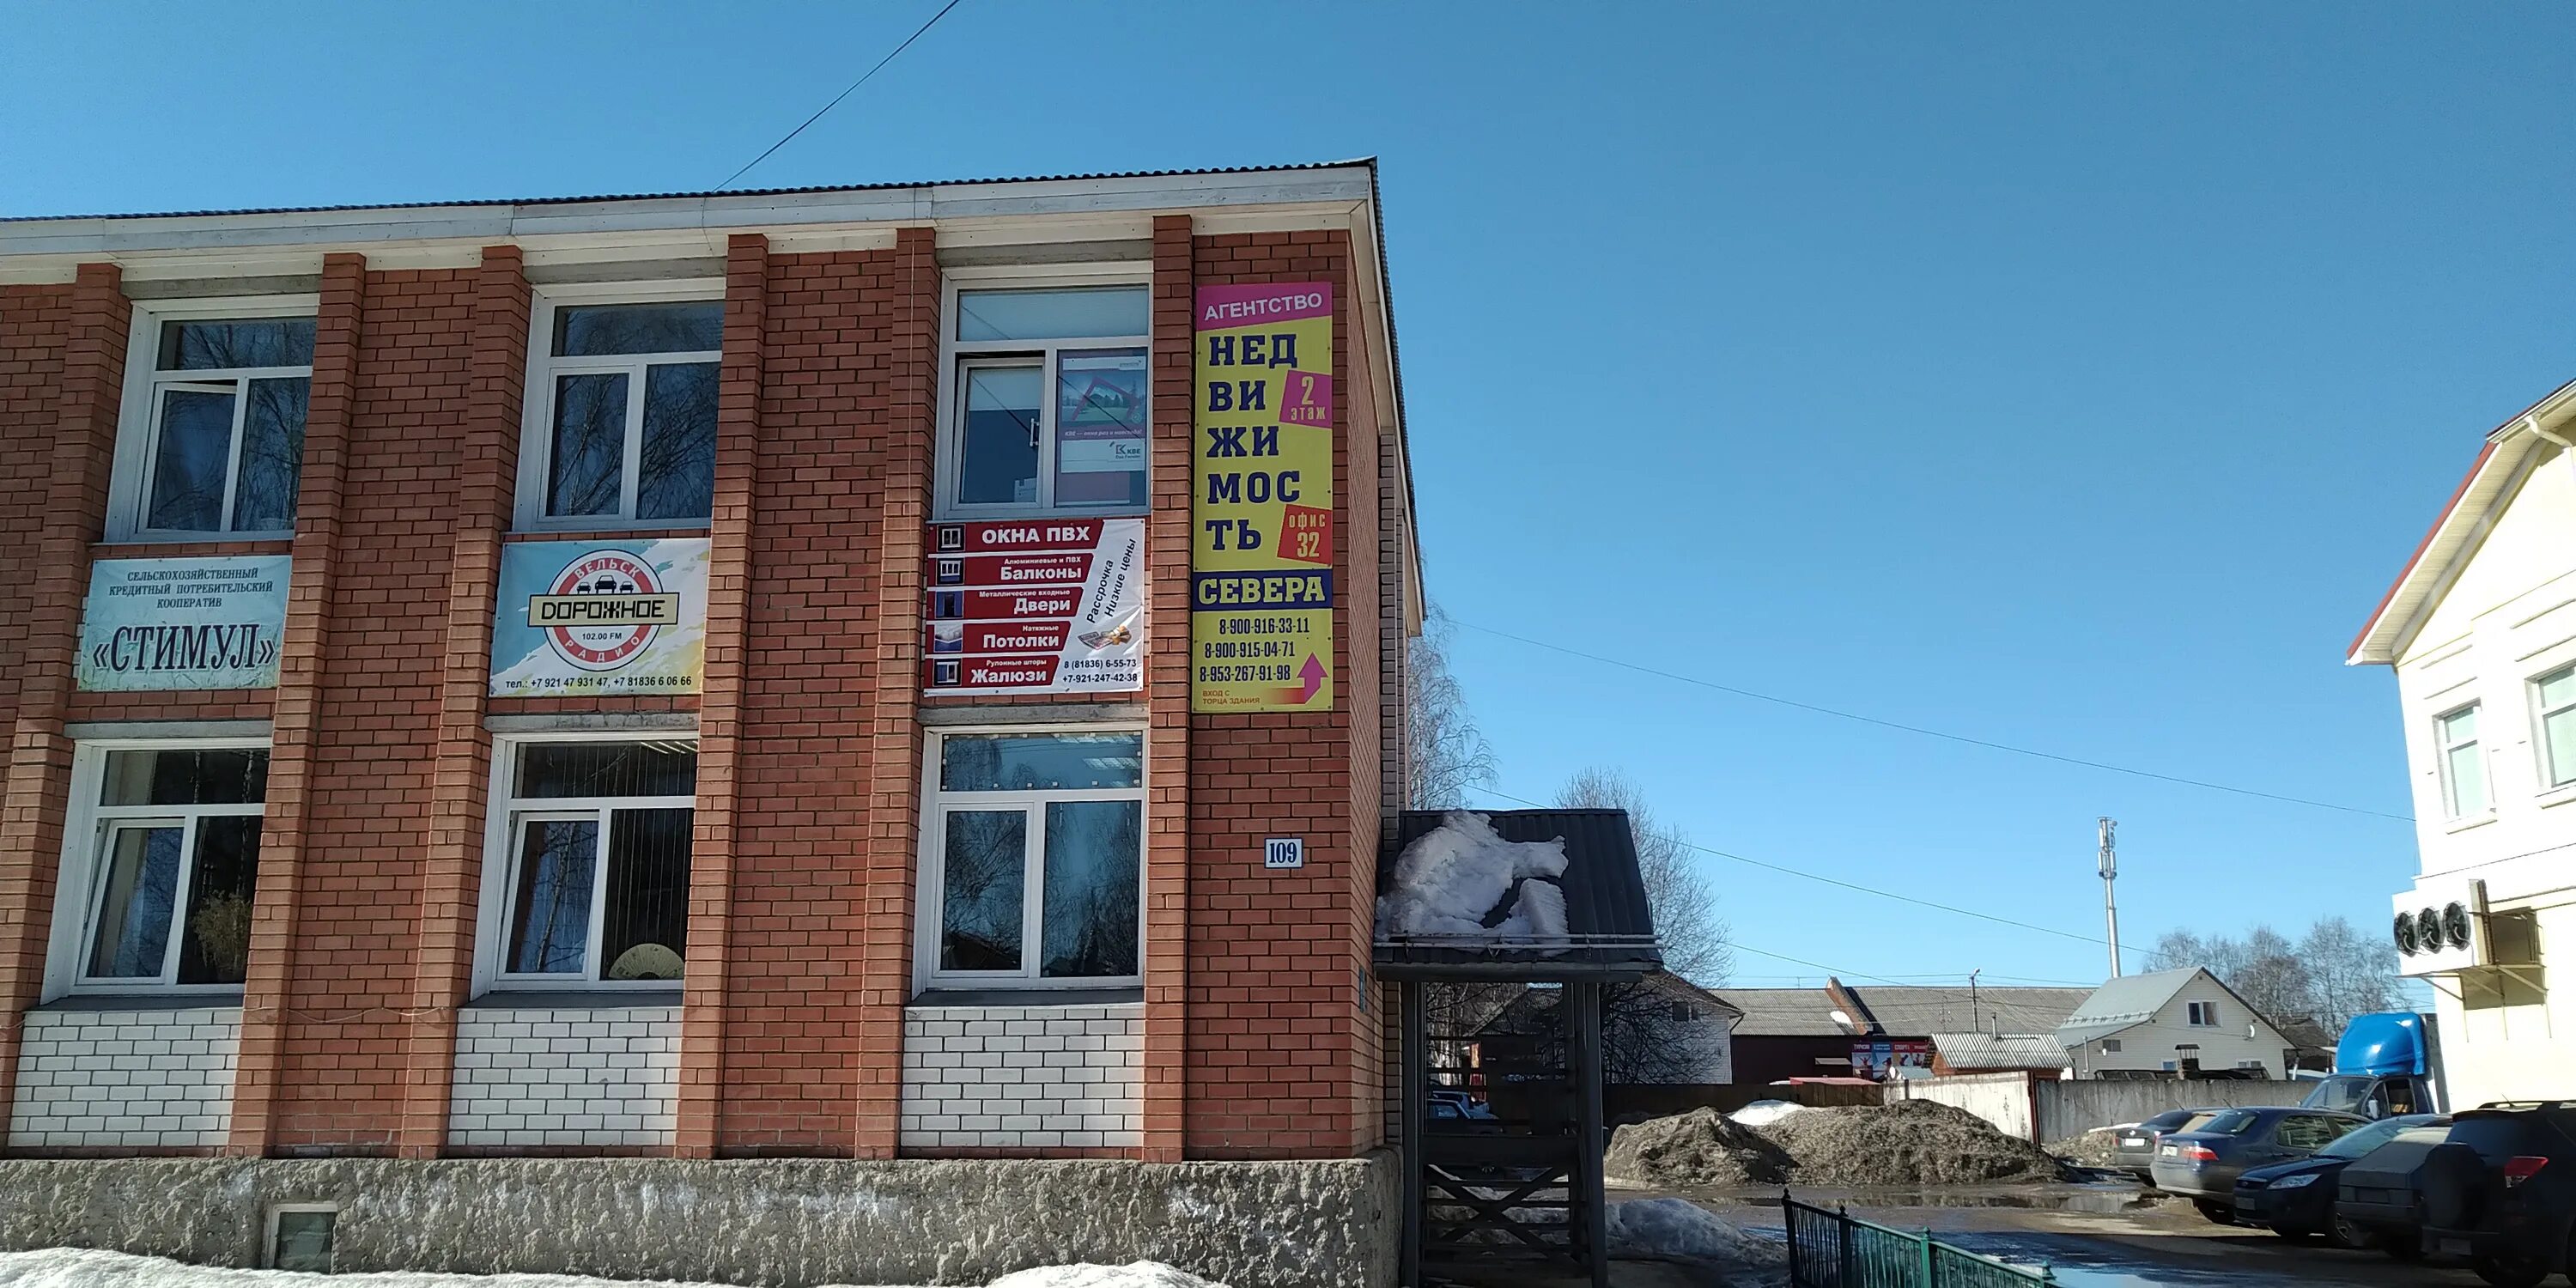 СЕЛЬСКОХОЗЯЙСТВЕННЫЙ
КРЕДИТНЫЙ ПОТРЕБИТЕЛЬСКИЙ
КООПЕРАТИВ
«СТИМУЛ»
ВЕЛЬСК
ДОРОЖНОЕ
102.00 FM
РАДИО
тел.: +7 921 47 931 47, +7 81836 6 06 66
KBE
ОКНА ПВХ
Алюминиевые и ПВХ
Балконы
Металлические входные
Двери
Натяжные
Потолки
Рулонные шторы
Жалюзи
Рассрочка
Низкие цены
8 (81836) 6-55-73
+7-921-247-42-38
АГЕНТСТВО
НЕД
ВИ
ЖИ
МОС
ТЬ
2
этаж
офис
32
СЕВЕРА
8-900-916-33-11
8-900-915-04-71
8-953-267-91-98
ВХОД С
ТОРЦА ЗДАНИЯ
109